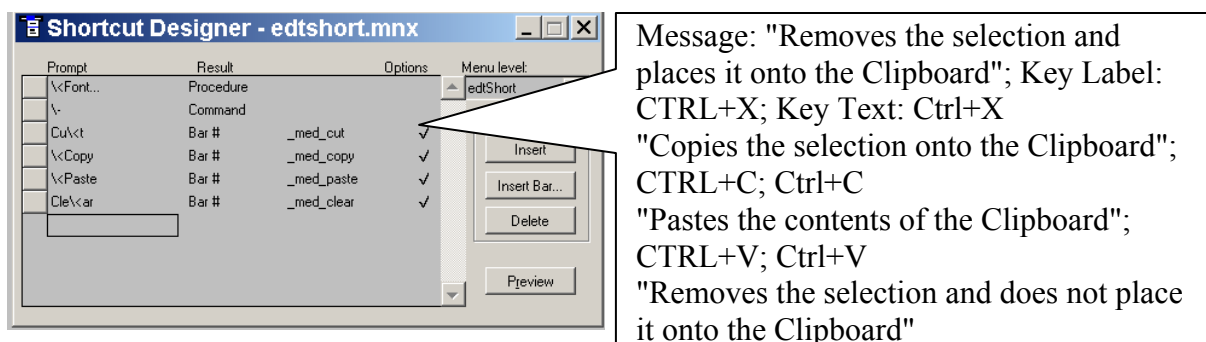 Shortcut Designer - edtshort.mnx
Prompt Result Options Menu level:
\<Font... Procedure edtShort
\- Command
Cu\<t Bar # _med_cut ✓
\<Copy Bar # _med_copy ✓
\<Paste Bar # _med_paste ✓
Cle\<ar Bar # _med_clear ✓
Insert
Insert Bar...
Delete
Preview
Message: "Removes the selection and
places it onto the Clipboard"; Key Label:
CTRL+X; Key Text: Ctrl+X
"Copies the selection onto the Clipboard";
CTRL+C; Ctrl+C
"Pastes the contents of the Clipboard";
CTRL+V; Ctrl+V
"Removes the selection and does not place
it onto the Clipboard"